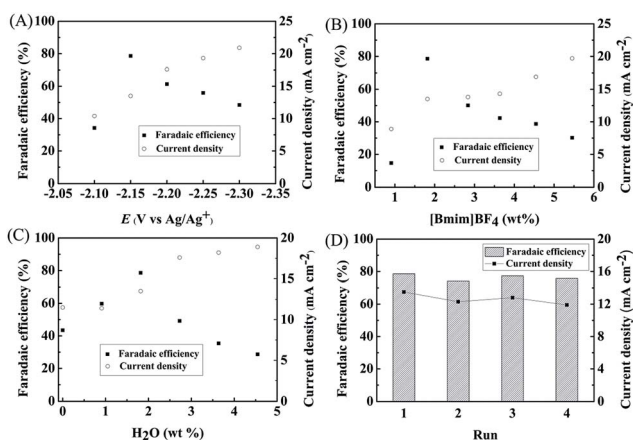 (A)
Faradaic efficiency (%)
100
80
60
40
20
0
Faradaic efficiency
Current density
25
20
15
10
5
0
Current density (mA cm-2)
-2.05 -2.10 -2.15 -2.20 -2.25 -2.30 -2.35
E (V vs Ag/Ag+)
(B)
Faradaic efficiency (%)
100
80
60
40
20
0
Faradaic efficiency
Current density
25
20
15
10
5
0
Current density (mA cm-2)
1 2 3 4 5 6
[Bmim]BF4 (wt%)
(C)
Faradaic efficiency (%)
100
80
60
40
20
0
Faradaic efficiency
Current density
20
15
10
5
0
Current density (mA cm-2)
0 1 2 3 4 5
H2O (wt %)
(D)
Faradaic efficiency (%)
100
80
60
40
20
0
Faradaic efficiency
Current density
20
16
12
8
4
0
Current density (mA cm-2)
1 2 3 4
Run